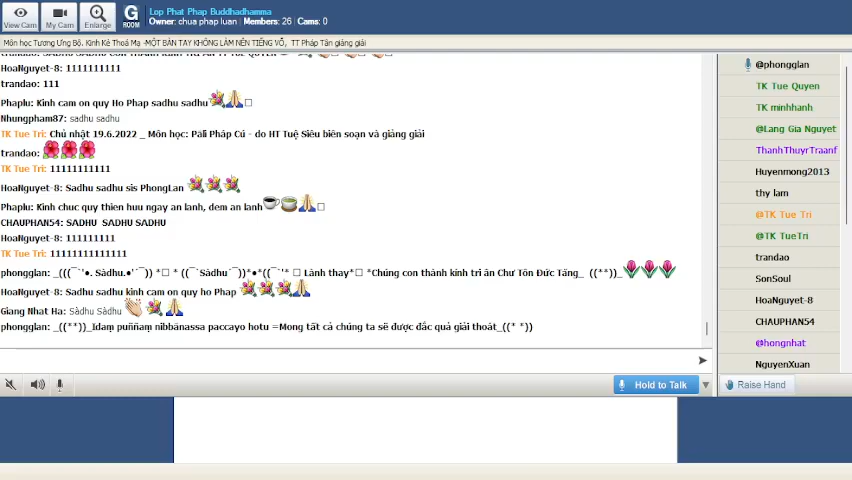 Lop Phat Phap Buddhadhamma
Owner: chua phap luan | Members: 26 | Cams: 0
View Cam
My Cam
Enlarge
G
ROOM
Môn học Tương Ưng Bộ. Kinh Kẻ Thoá Mạ -MỘT BÀN TAY KHÔNG LÀM NÊN TIẾNG VỖ, TT Pháp Tân giảng giải
HoaNguyet-8: 1111111111
trandao: 111
Phaplu: Kinh cam on quy Ho Phap sadhu sadhu
Nhungpham87: sadhu sadhu
TK Tue Tri: Chủ nhật 19.6.2022 _ Môn học: Pāli Pháp Cú - do HT Tuệ Siêu biên soạn và giảng giải
trandao:
TK Tue Tri: 11111111111
HoaNguyet-8: Sadhu sadhu sis PhongLan
Phaplu: Kinh chuc quy thien huu ngay an lanh, dem an lanh
CHAUPHAN54: SADHU SADHU SADHU
HoaNguyet-8: 111111111
TK Tue Tri: 11111111111111
phongglan: _(((¯`'•. Sàdhu.•'´¯)) *□ * ((¯`Sàdhu´¯))*•*((¯`'* □ Lành thay*□ *Chúng con thành kính tri ân Chư Tôn Đức Tăng_ ((**))_
HoaNguyet-8: Sadhu sadhu kinh cam on quy ho Phap
Giang Nhat Ha: Sàdhu Sàdhu
phongglan: _((**))_Idaṃ puññaṃ nibbānassa paccayo hotu =Mong tất cả chúng ta sẽ được đắc quả giải thoát_((* *))
Hold to Talk
@phongglan
TK Tue Quyen
TK minhhanh
@Lang Gia Nguyet
ThanhThuyrTraanf
Huyenmong2013
thy lam
@TK Tue Tri
@TK TueTri
trandao
SonSoul
HoaNguyet-8
CHAUPHAN54
@hongnhat
NguyenXuan
Raise Hand